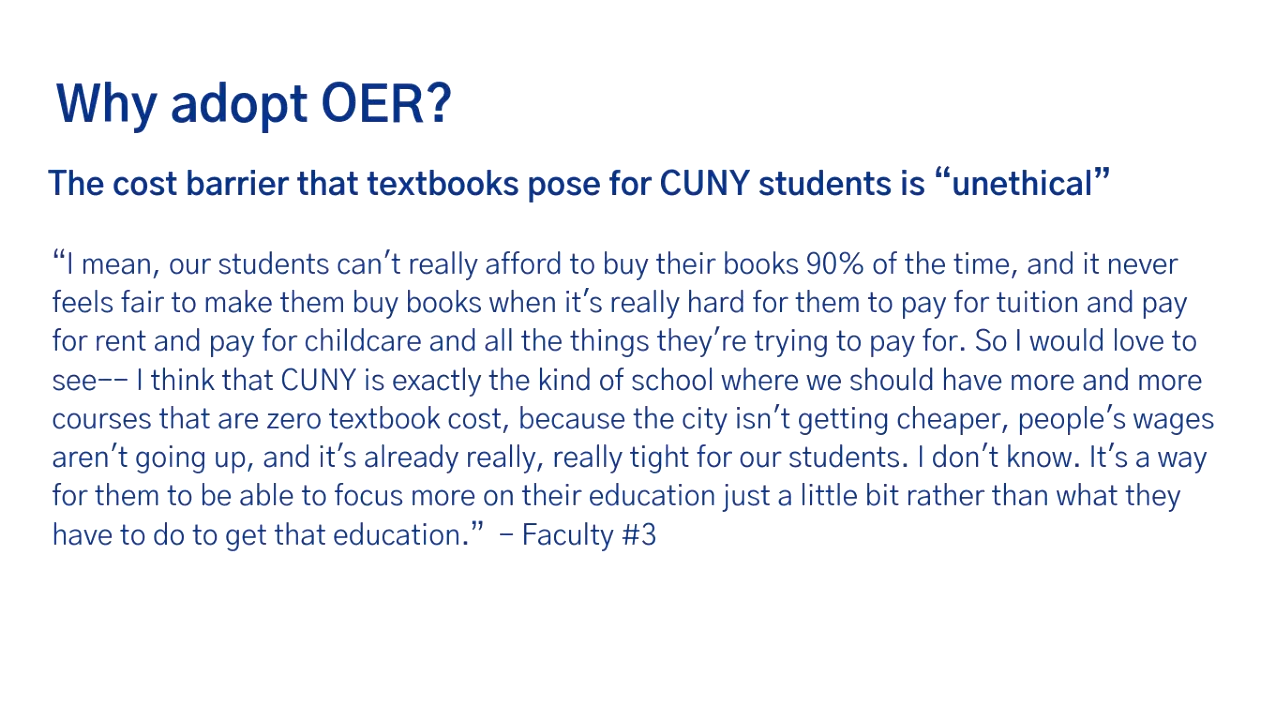 Why adopt OER?
The cost barrier that textbooks pose for CUNY students is “unethical”
“I mean, our students can’t really afford to buy their books 90% of the time, and it never
feels fair to make them buy books when it’s really hard for them to pay for tuition and pay
for rent and pay for childcare and all the things they’re trying to pay for. So I would love to
see-- I think that CUNY is exactly the kind of school where we should have more and more
courses that are zero textbook cost, because the city isn’t getting cheaper, people’s wages
aren’t going up, and it’s already really, really tight for our students. I don’t know. It’s a way
for them to be able to focus more on their education just a little bit rather than what they
have to do to get that education.” - Faculty #3